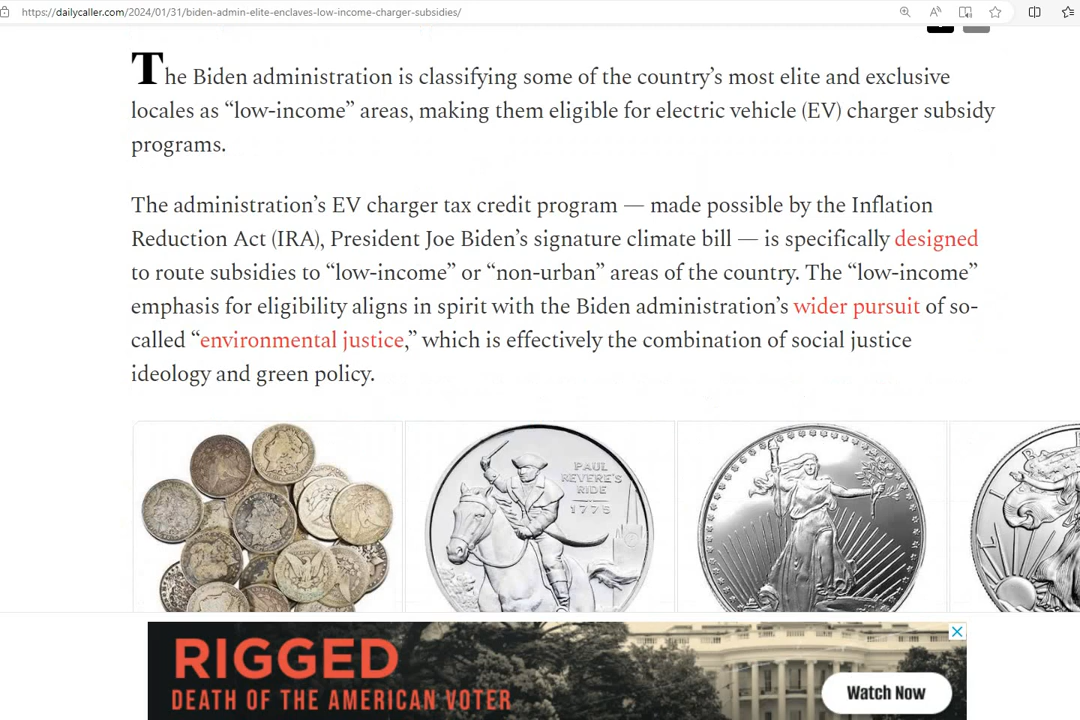 https://dailycaller.com/2024/01/31/biden-admin-elite-enclaves-low-income-charger-subsidies/
The Biden administration is classifying some of the country’s most elite and exclusive
locales as “low-income” areas, making them eligible for electric vehicle (EV) charger subsidy
programs.
The administration’s EV charger tax credit program — made possible by the Inflation
Reduction Act (IRA), President Joe Biden’s signature climate bill — is specifically designed
to route subsidies to “low-income” or “non-urban” areas of the country. The “low-income”
emphasis for eligibility aligns in spirit with the Biden administration’s wider pursuit of so-
called “environmental justice,” which is effectively the combination of social justice
ideology and green policy.
PAUL
REVERE'S
RIDE
1775
RIGGED
DEATH OF THE AMERICAN VOTER
Watch Now